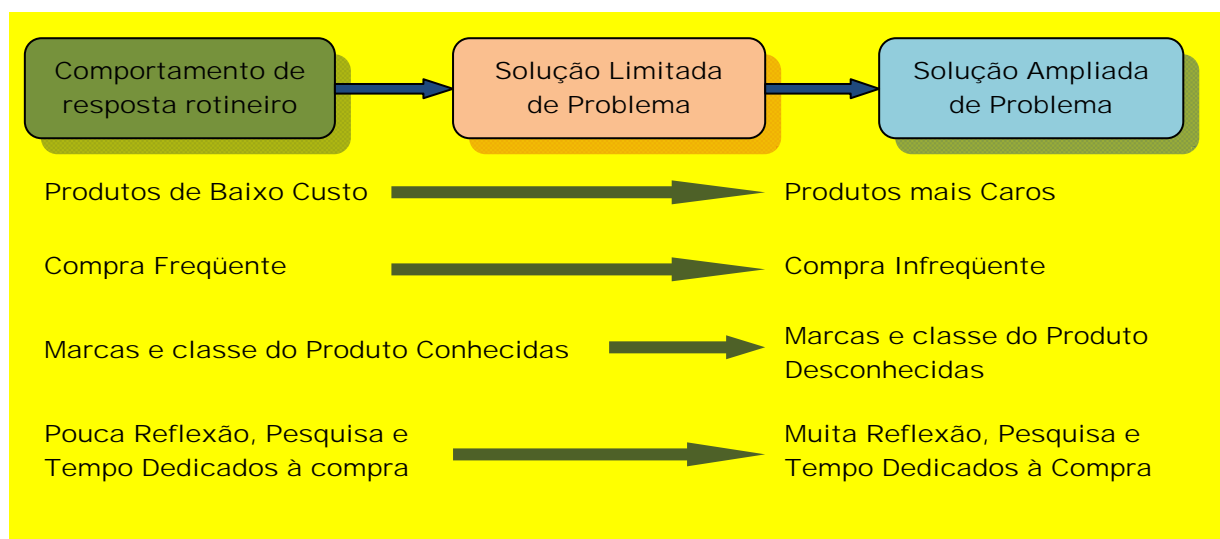 Comportamento de
resposta rotineiro
Solução Limitada
de Problema
Solução Ampliada
de Problema
Produtos de Baixo Custo
Produtos mais Caros
Compra Freqüente
Compra Infreqüente
Marcas e classe do Produto Conhecidas
Marcas e classe do Produto
Desconhecidas
Pouca Reflexão, Pesquisa e
Tempo Dedicados à compra
Muita Reflexão, Pesquisa e
Tempo Dedicados à Compra